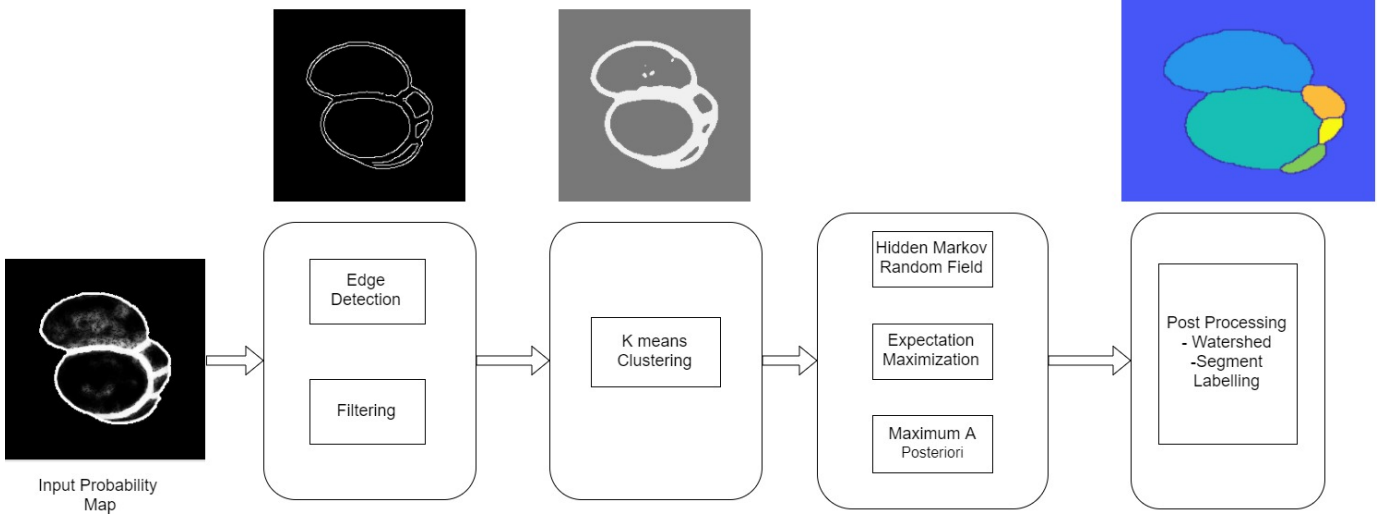 Input Probability
Map
Edge
Detection
Filtering
K means
Clustering
Hidden Markov
Random Field
Expectation
Maximization
Maximum A
Posteriori
Post Processing
- Watershed
-Segment
Labelling